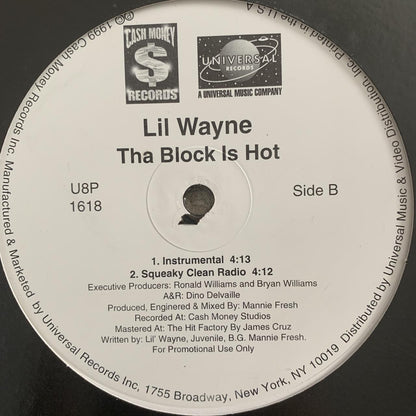 ℗©1999 Cash Money Records Inc. Manufactured & Marketed by Universal Records Inc, 1755 Broadway, New York, NY 10019 Distributed by Universal Music & Video Distribution, Inc. Printed in the U.S.A
CASH MONEY
$
RECORDS
UNIVERSAL
RECORDS
A UNIVERSAL MUSIC COMPANY
Lil Wayne
Tha Block Is Hot
U8P
1618
Side B
1. Instrumental 4:13
2. Squeaky Clean Radio 4:12
Executive Producers: Ronald Williams and Bryan Williams
A&R: Dino Delvaille
Produced, Enginered & Mixed By: Mannie Fresh
Recorded At: Cash Money Studios
Mastered At: The Hit Factory By James Cruz
Written by: Lil' Wayne, Juvenile, B.G. Mannie Fresh.
For Promotional Use Only